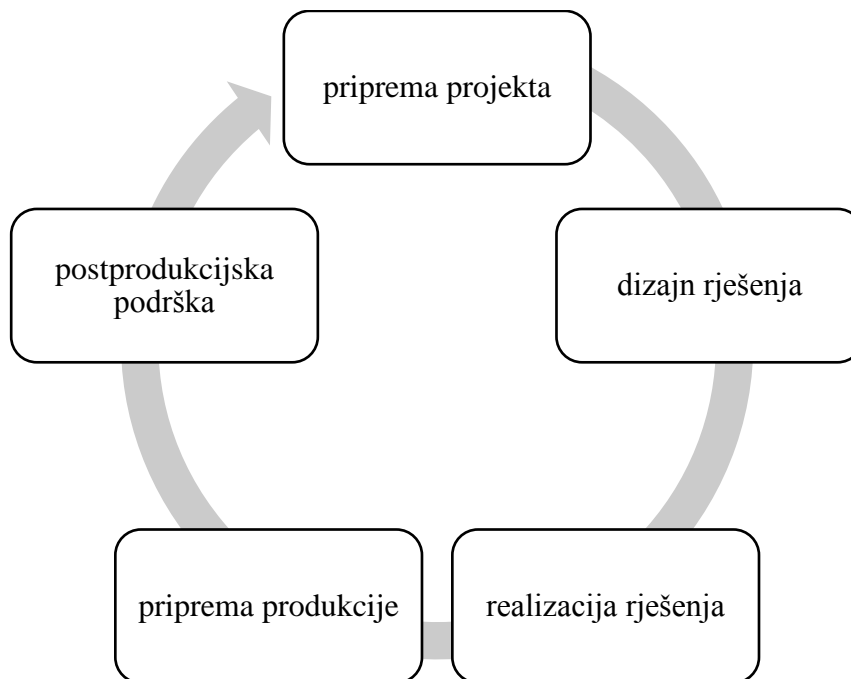 priprema projekta
dizajn rješenja
realizacija rješenja
priprema produkcije
postprodukcijska
podrška